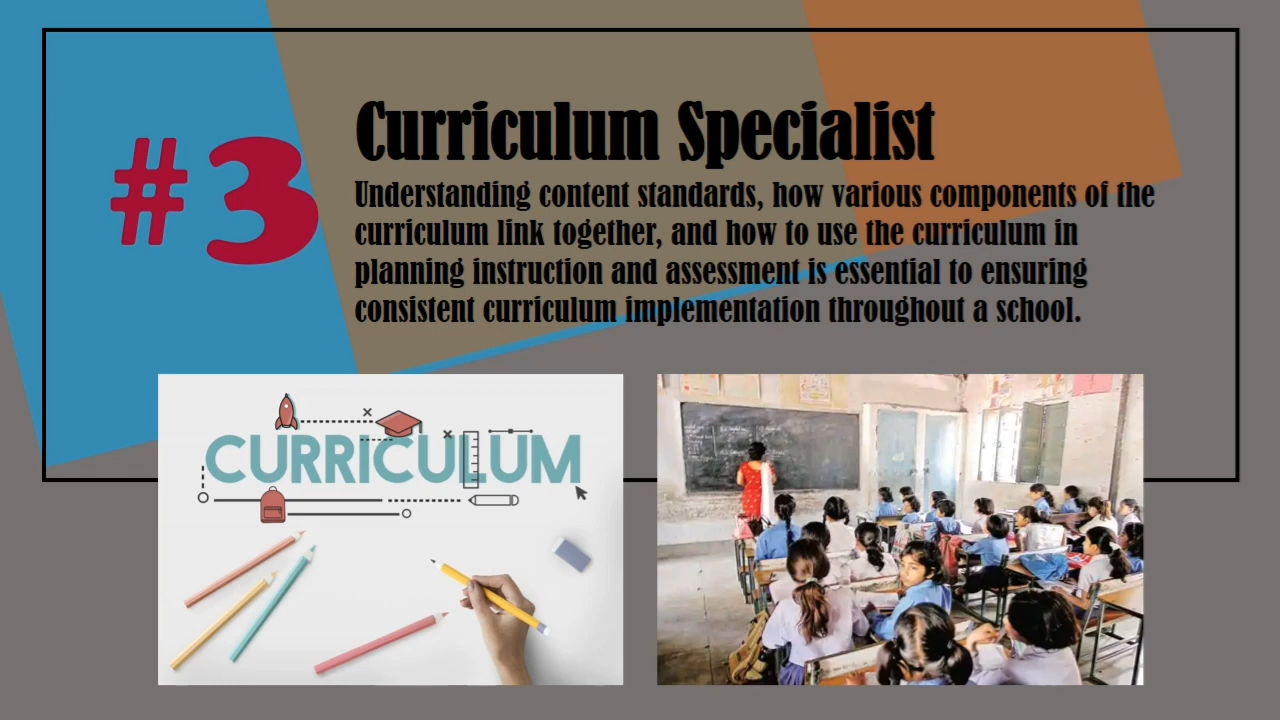 #3
Curriculum Specialist
Understanding content standards, how various components of the
curriculum link together, and how to use the curriculum in
planning instruction and assessment is essential to ensuring
consistent curriculum implementation throughout a school.
CURRICULUM